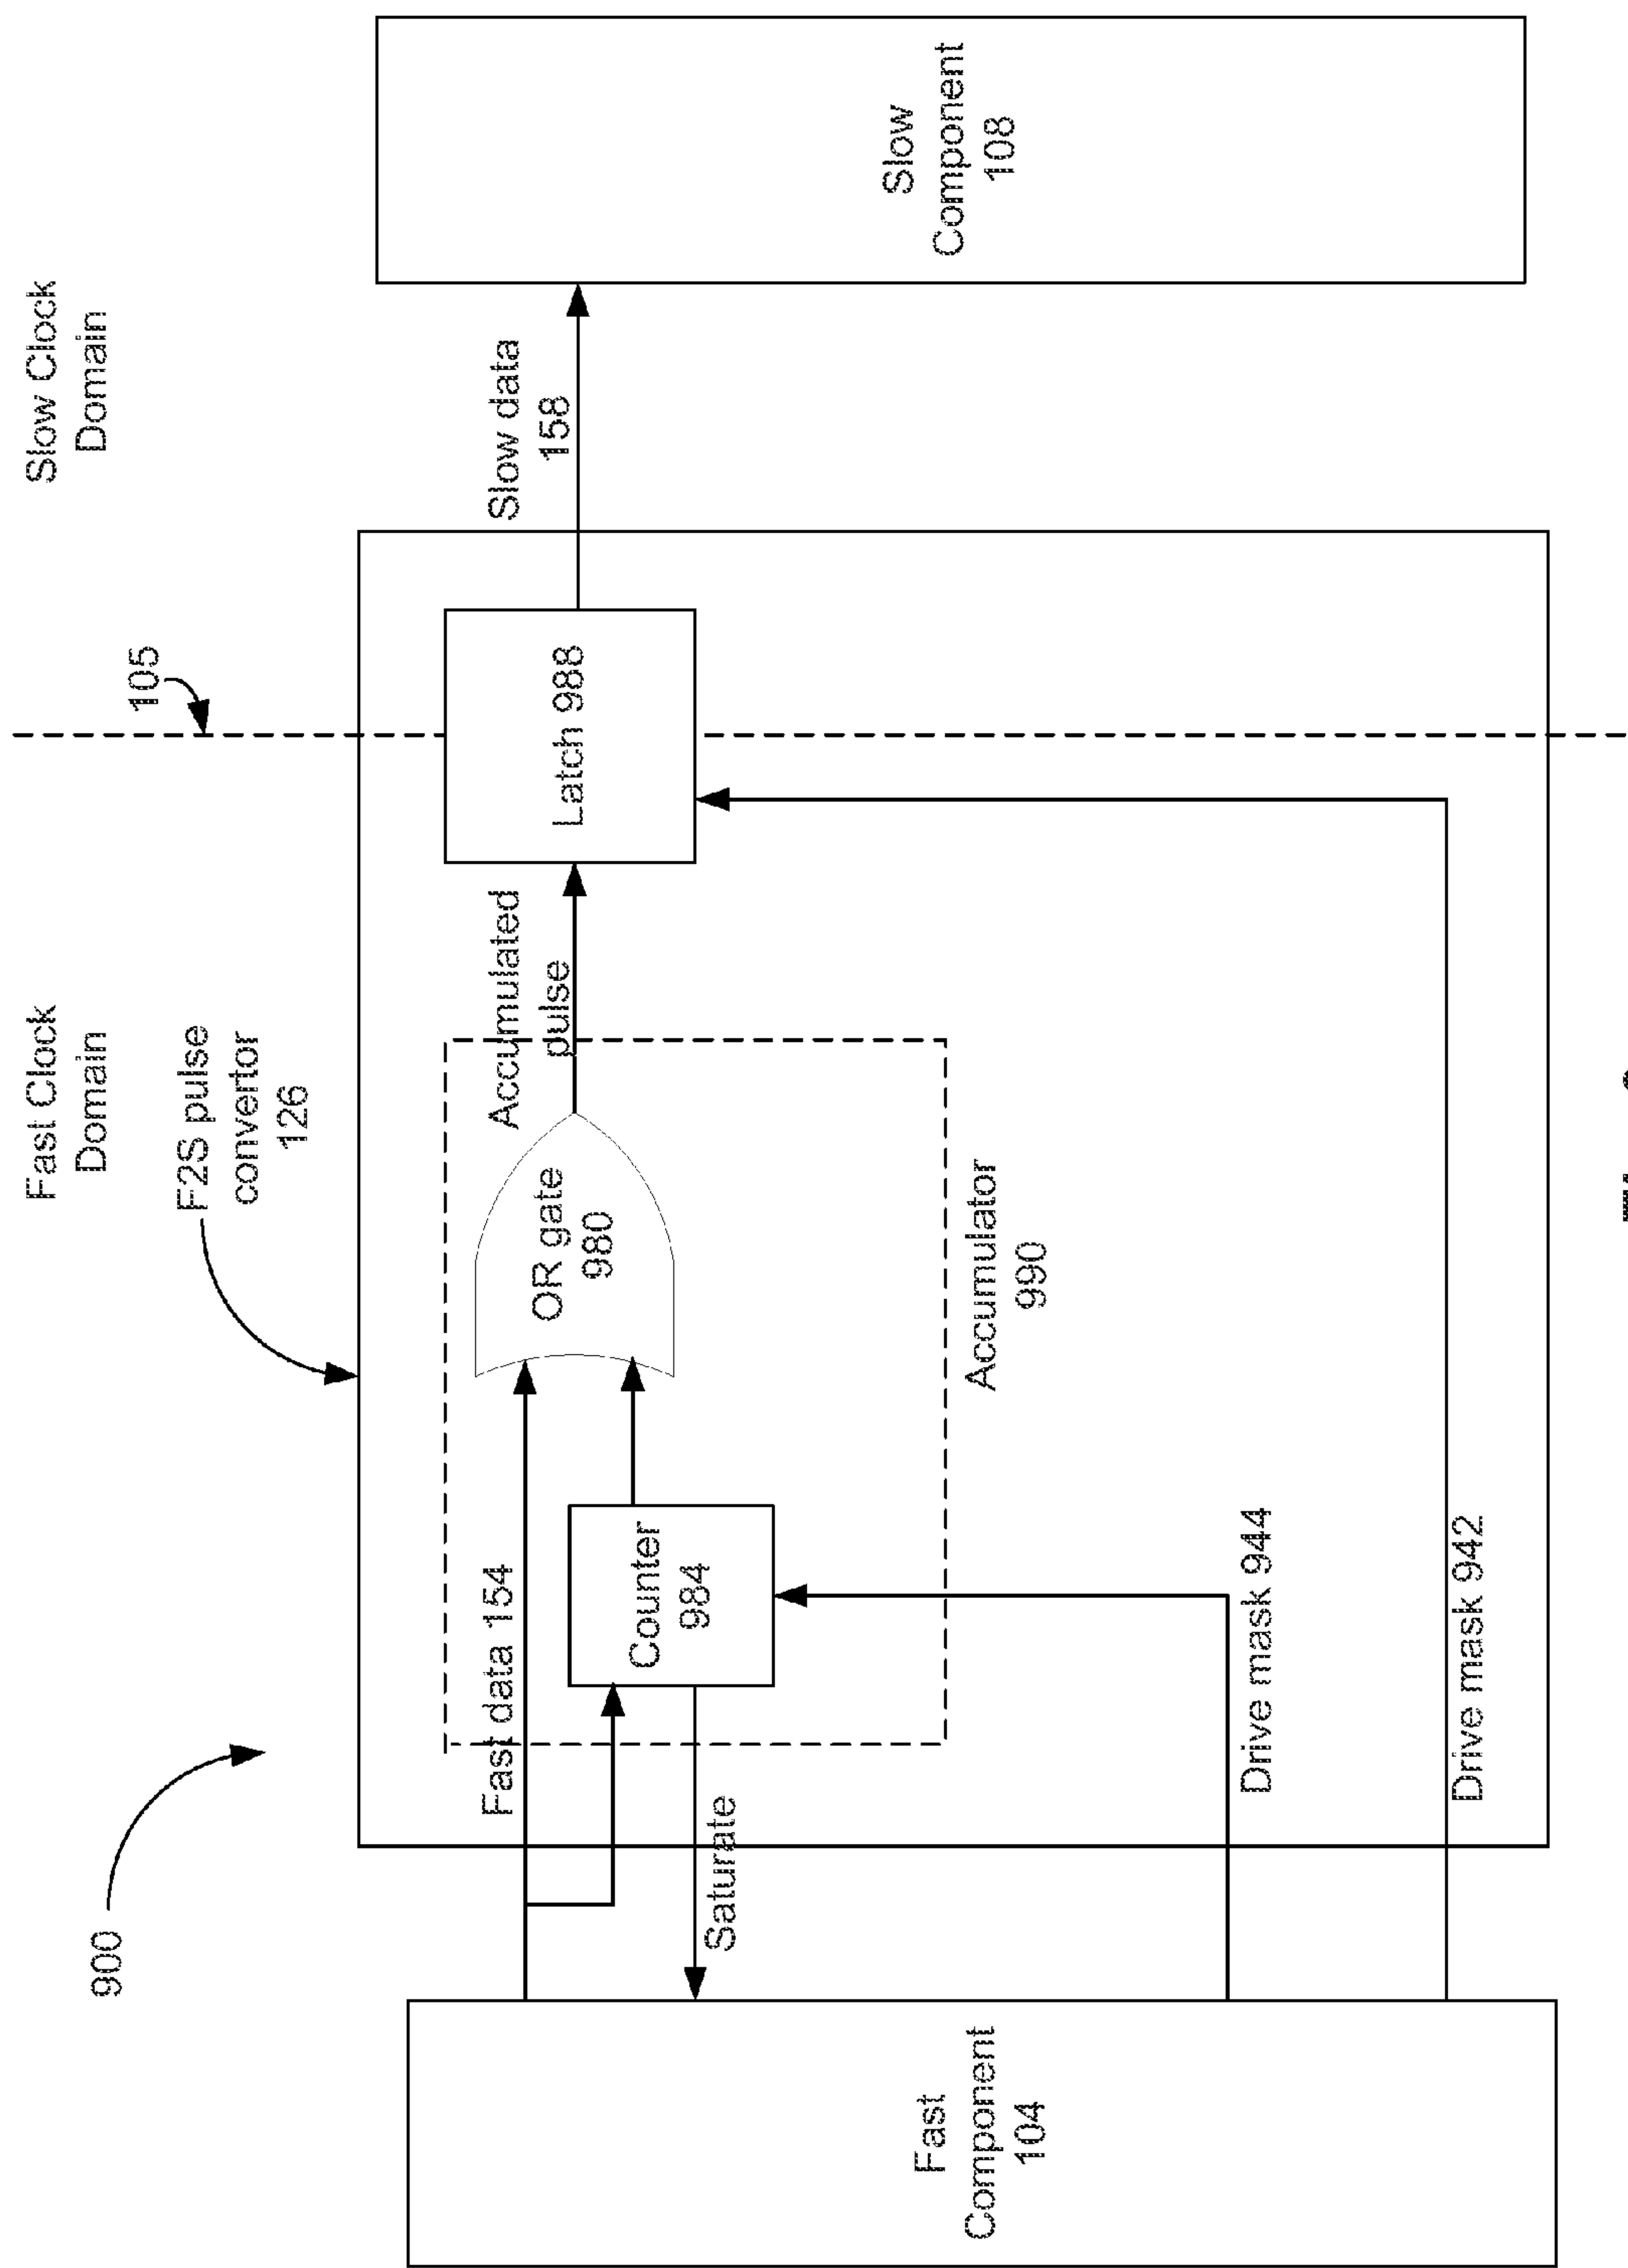 Fast Clock
Domain
Slow Clock
Domain
900
F2S pulse
convertor
126
105
Fast data 154
Accumulated
pulse
Slow data
158
OR gate
980
Latch 988
Counter
984
Saturate
Accumulator
990
Fast
Component
104
Slow
Component
108
Drive mask 944
Drive mask 942